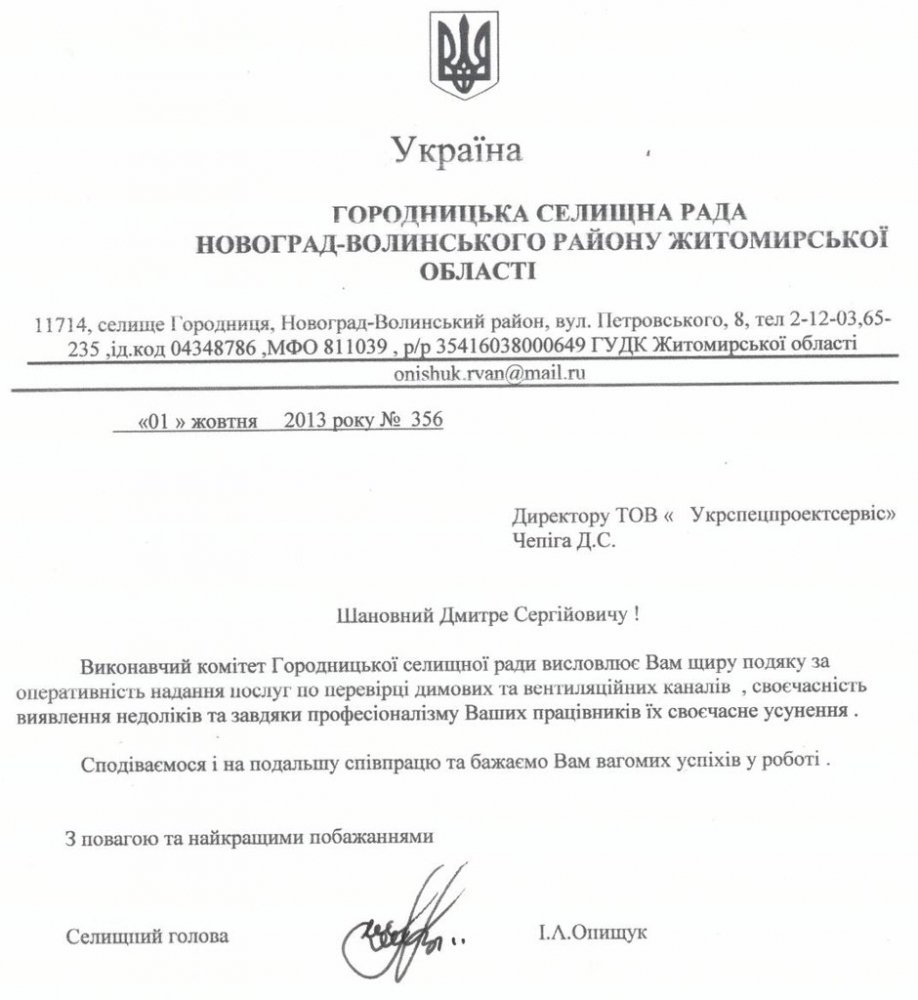 Україна
ГОРОДНИЦЬКА СЕЛИЩНА РАДА
НОВОГРАД-ВОЛИНСЬКОГО РАЙОНУ ЖИТОМИРСЬКОЇ
ОБЛАСТІ
11714, селище Городниця, Новоград-Волинський район, вул. Петровського, 8, тел 2-12-03,65-
235 ,ід.код 04348786 ,МФО 811039 , р/р 35416038000649 ГУДК Житомирської області
onishuk.rvan@mail.ru
«01 » жовтня 2013 року № 356
Директору ТОВ « Укрспецпроектсервіс»
Чепіга Д.С.
Шановний Дмитре Сергійовичу !
Виконавчий комітет Городницької селищної ради висловлює Вам щиру подяку за
оперативність надання послуг по перевірці димових та вентиляційних каналів , своєчасність
виявлення недоліків та завдяки професіоналізму Ваших працівників їх своєчасне усунення .
Сподіваємося і на подальшу співпрацю та бажаємо Вам вагомих успіхів у роботі .
З повагою та найкращими побажаннями
Селищний голова І.Л.Онищук